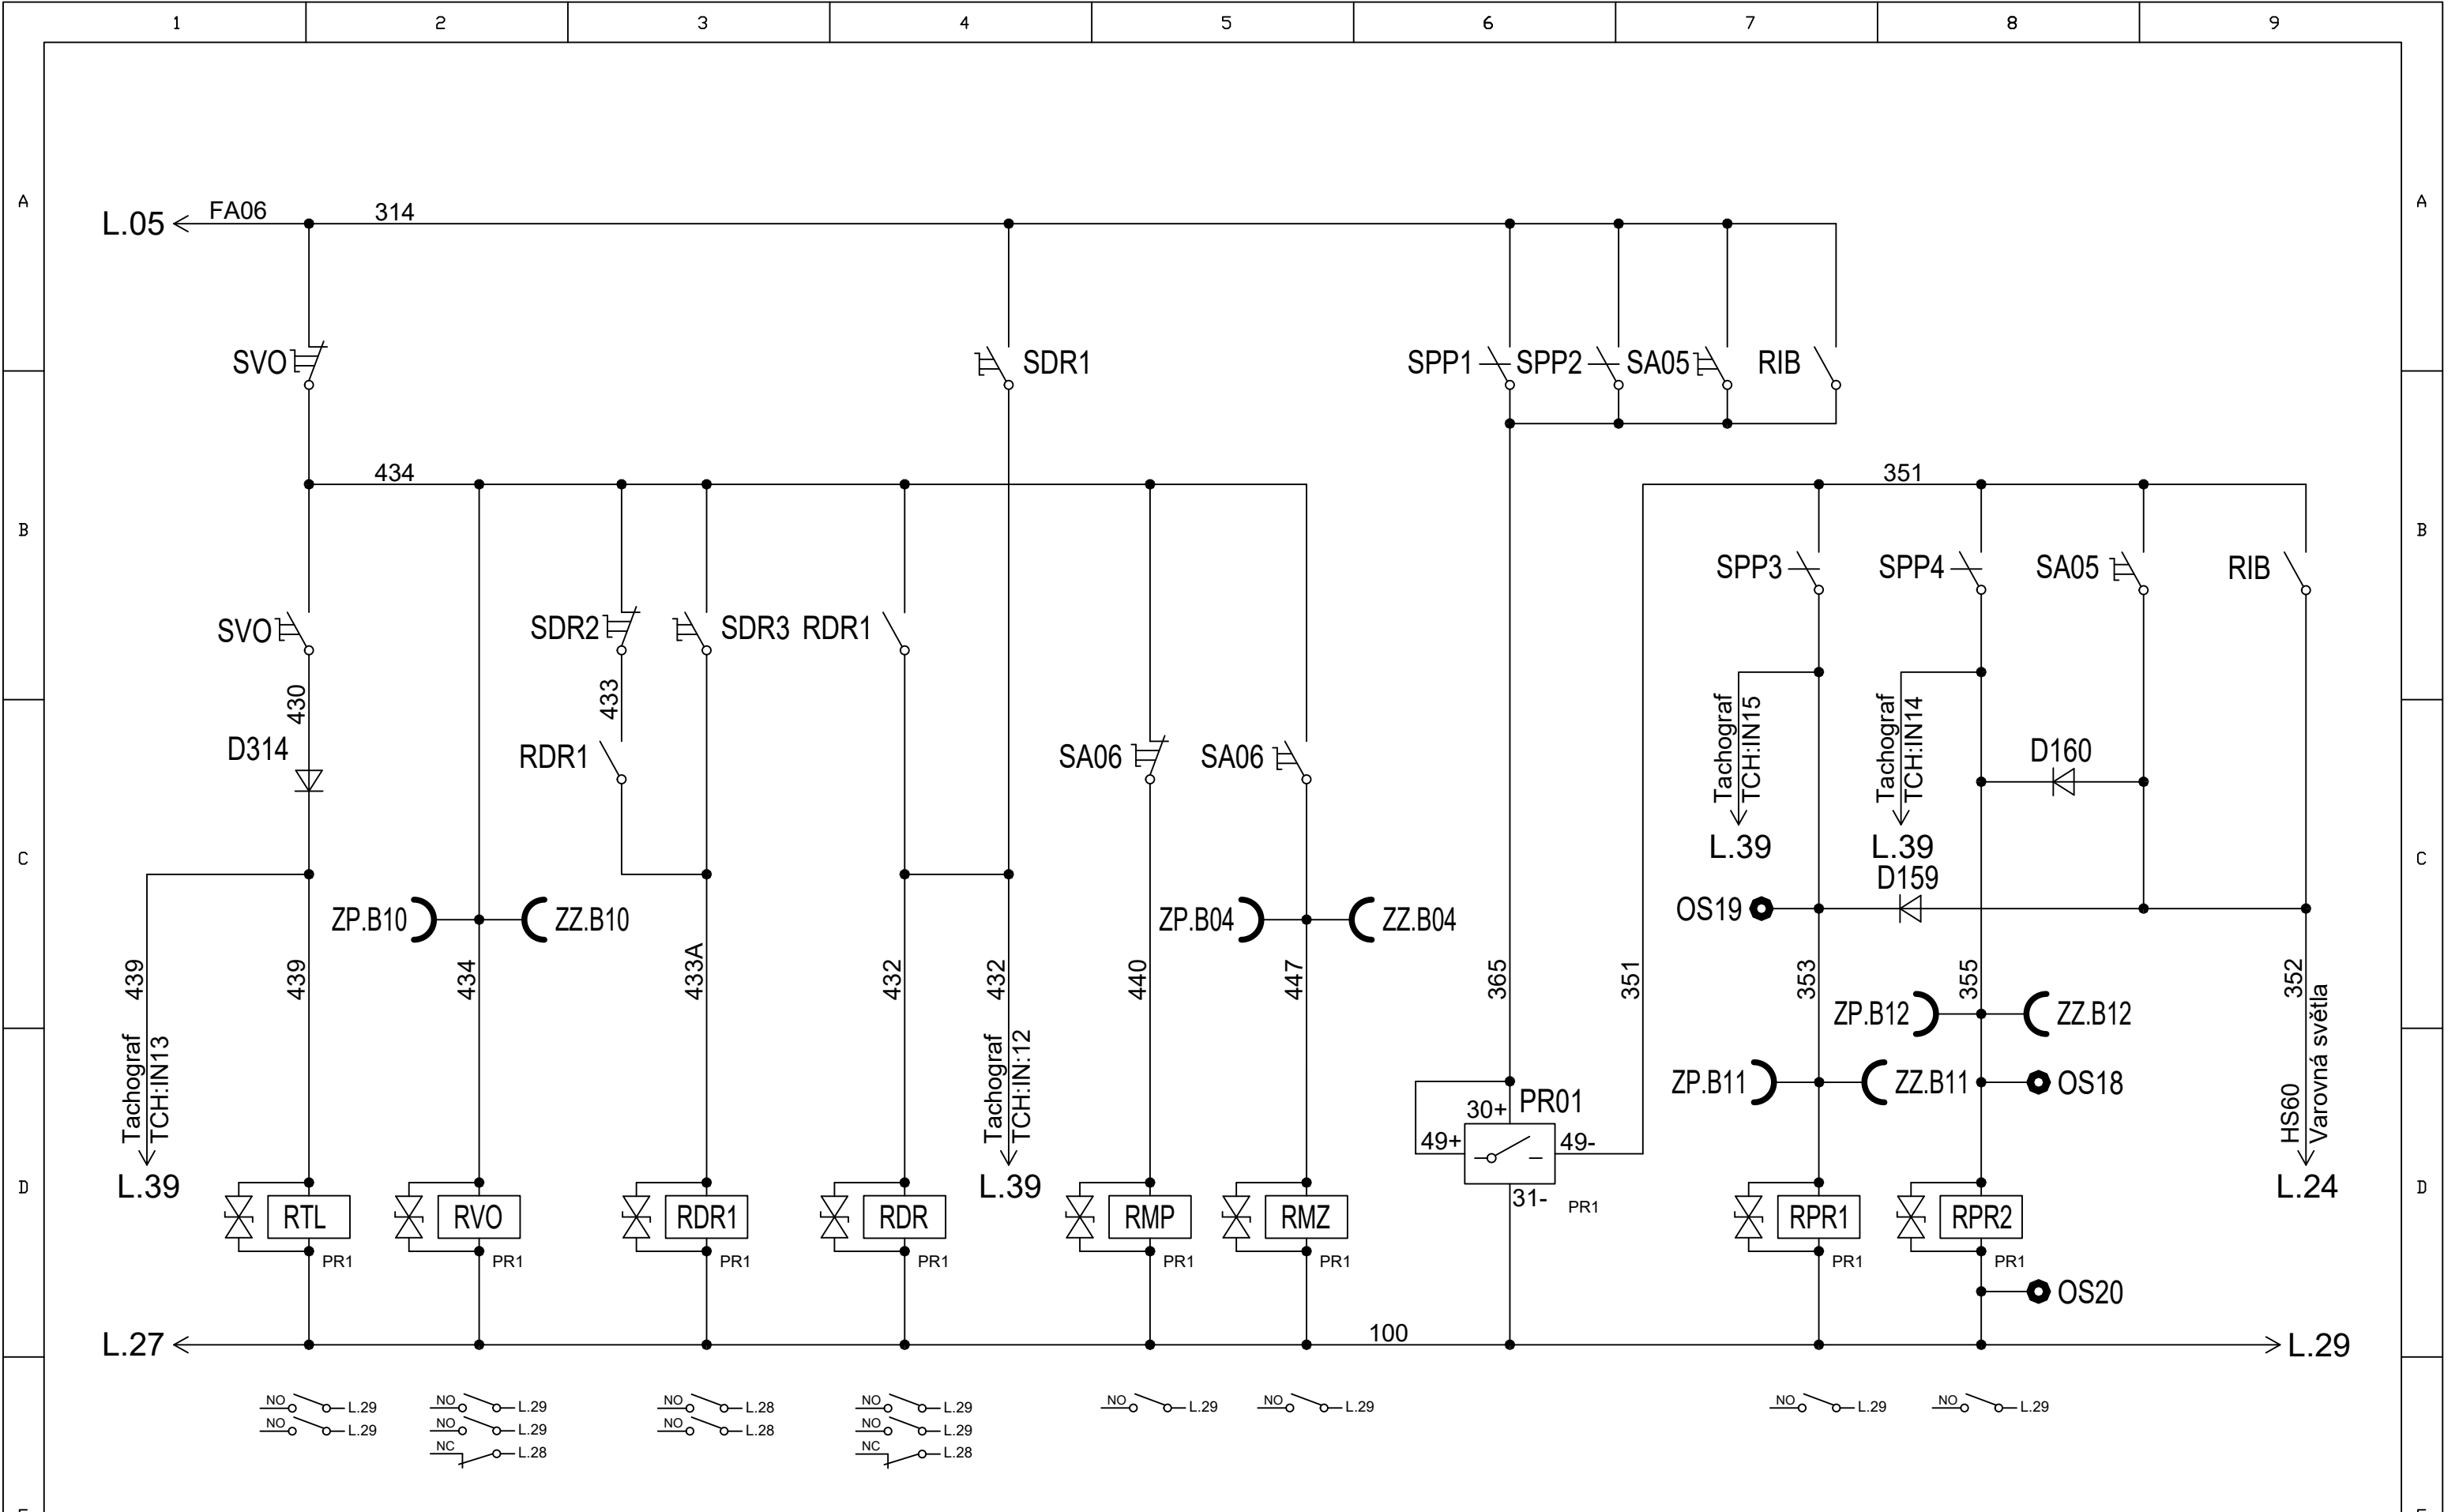 1 2 3 4 5 6 7 8 9
A A
L.05 FA06 314
SVO SDR1 SPP1 SPP2 SA05 RIB
434 351
B B
SPP3 SPP4 SA05 RIB
SVO SDR2 SDR3 RDR1
430 433
Tachograf
TCH:IN15
Tachograf
TCH:IN14
D314 RDR1 SA06 SA06 D160
L.39 L.39
C C
D159
OS19
ZP.B10 ZZ.B10 ZP.B04 ZZ.B04
439 439 434 433A 432 432 440 447 365 351 353 355 352
ZP.B12 ZZ.B12
Tachograf
TCH:IN13
Tachograf
TCH:IN:12
HS60
Varovná světla
ZP.B11 ZZ.B11 OS18
30+ PR01
49+ 49-
D D
L.39 L.39 L.24
31- PR1
RTL RVO RDR1 RDR RMP RMZ RPR1 RPR2
PR1 PR1 PR1 PR1 PR1 PR1 PR1 PR1
OS20
L.27 100 L.29
NO L.29 NO L.29 NO L.28 NO L.29 NO L.29 NO L.29 NO L.29 NO L.29
NO L.29 NO L.29 NO L.28 NO L.29
NC L.28 NC L.28